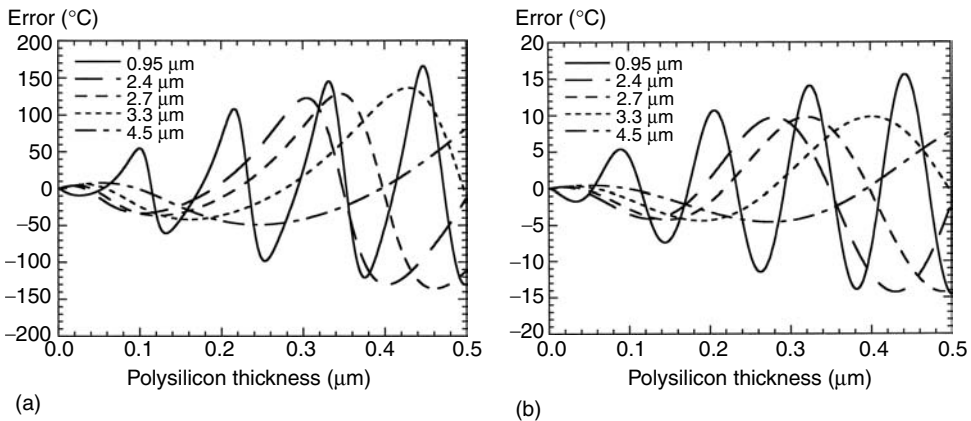 Error (°C)
200
150
100
50
0
−50
−100
−150
−200
0.95 μm
2.4 μm
2.7 μm
3.3 μm
4.5 μm
0.0 0.1 0.2 0.3 0.4 0.5
Polysilicon thickness (μm)
(a)
Error (°C)
20
15
10
5
0
−5
−10
−15
−20
0.95 μm
2.4 μm
2.7 μm
3.3 μm
4.5 μm
0.0 0.1 0.2 0.3 0.4 0.5
Polysilicon thickness (μm)
(b)